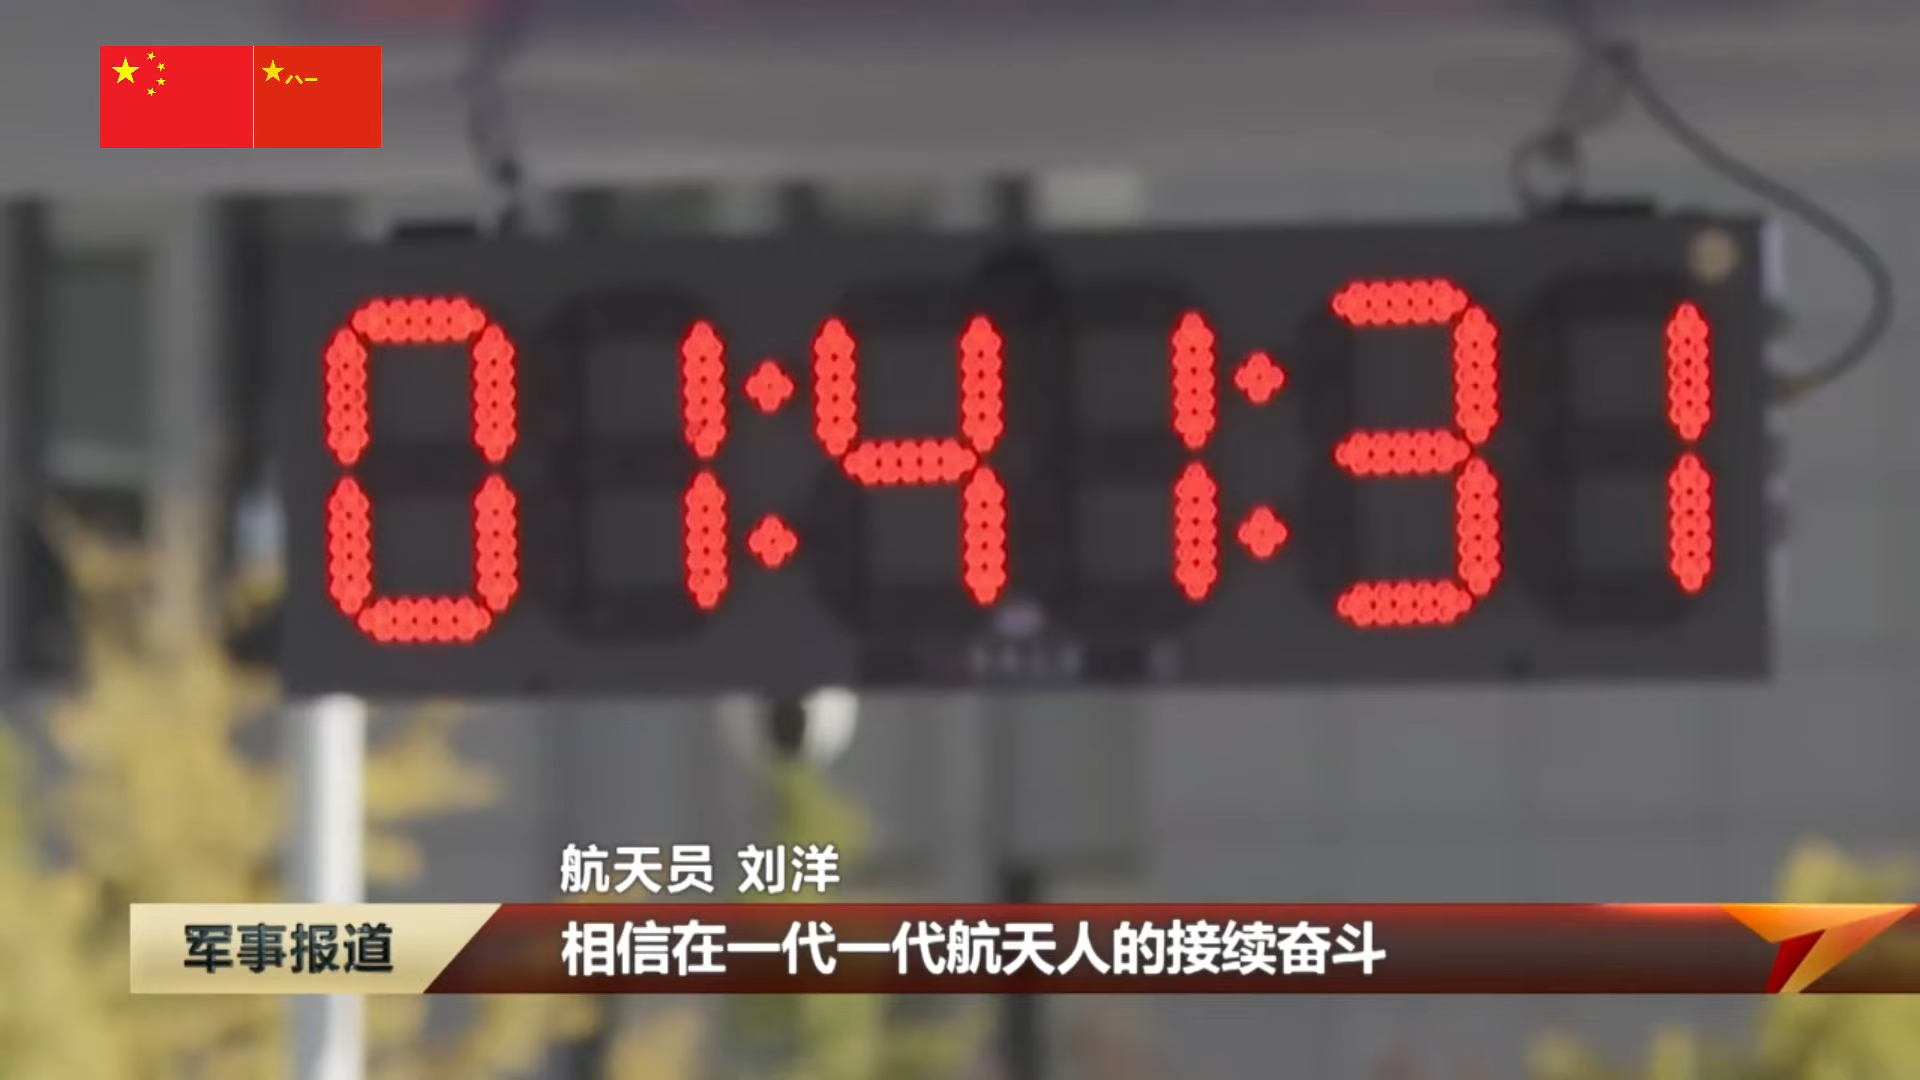 八一
01:41:31
航天员 刘洋
军事报道
相信在一代一代航天人的接续奋斗